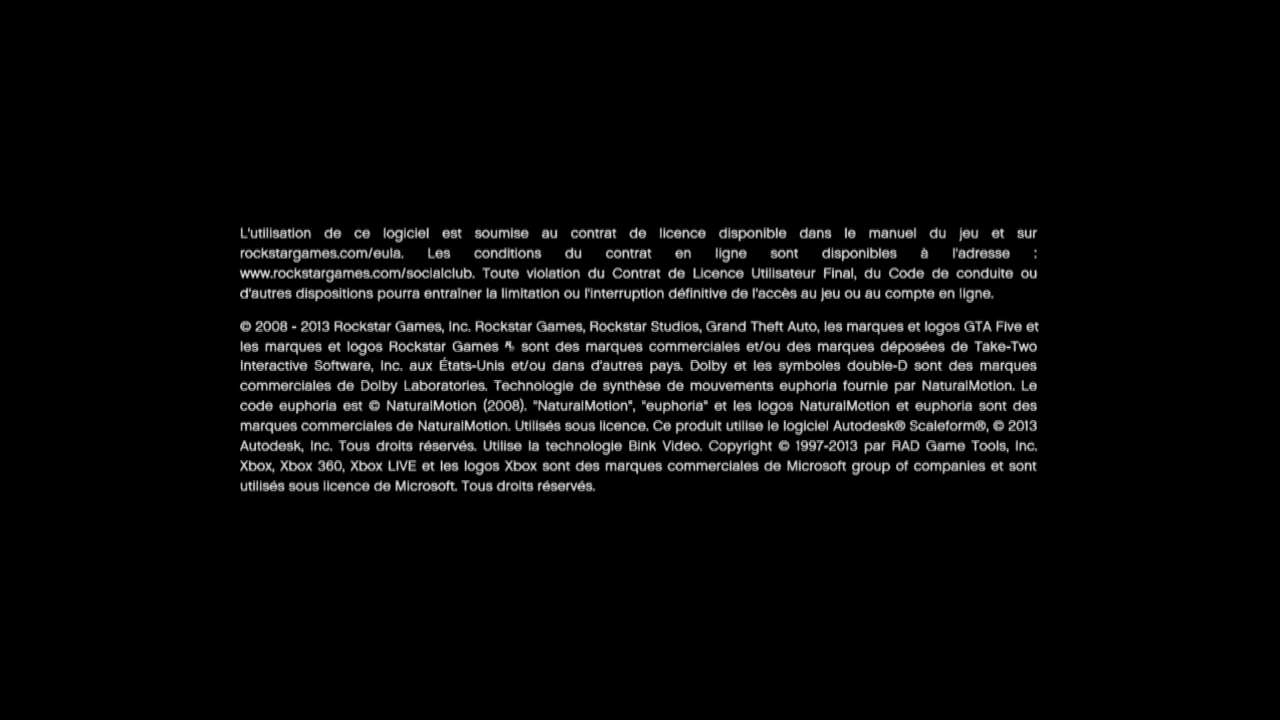 L'utilisation de ce logiciel est soumise au contrat de licence disponible dans le manuel du jeu et sur
rockstargames.com/eula. Les conditions du contrat en ligne sont disponibles à l'adresse :
www.rockstargames.com/socialclub. Toute violation du Contrat de Licence Utilisateur Final, du Code de conduite ou
d'autres dispositions pourra entraîner la limitation ou l'interruption définitive de l'accès au jeu ou au compte en ligne.
© 2008 - 2013 Rockstar Games, Inc. Rockstar Games, Rockstar Studios, Grand Theft Auto, les marques et logos GTA Five et
les marques et logos Rockstar Games sont des marques commerciales et/ou des marques déposées de Take-Two
Interactive Software, Inc. aux États-Unis et/ou dans d'autres pays. Dolby et les symboles double-D sont des marques
commerciales de Dolby Laboratories. Technologie de synthèse de mouvements euphoria fournie par NaturalMotion. Le
code euphoria est © NaturalMotion (2008). "NaturalMotion", "euphoria" et les logos NaturalMotion et euphoria sont des
marques commerciales de NaturalMotion. Utilisés sous licence. Ce produit utilise le logiciel Autodesk® Scaleform®, © 2013
Autodesk, Inc. Tous droits réservés. Utilise la technologie Bink Video. Copyright © 1997-2013 par RAD Game Tools, Inc.
Xbox, Xbox 360, Xbox LIVE et les logos Xbox sont des marques commerciales de Microsoft group of companies et sont
utilisés sous licence de Microsoft. Tous droits réservés.